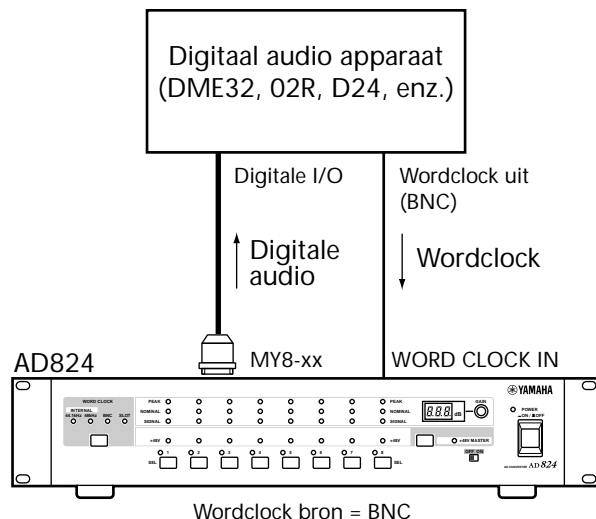 Digitaal audio apparaat
(DME32, 02R, D24, enz.)
Digitale I/O
Wordclock uit
(BNC)
Digitale
audio
Wordclock
AD824
MY8-xx
WORD CLOCK IN
YAMAHA
WORD CLOCK
INTERNAL
44.1kHz 48kHz BNC SLOT
PEAK
NOMINAL
SIGNAL
+48V
SEL
1 2 3 4 5 6 7 8
PEAK
NOMINAL
SIGNAL
+48V
SEL
8.8.8. dB
GAIN
+48V MASTER
OFF ON
POWER
ON / OFF
AD CONVERTER AD824
Wordclock bron = BNC